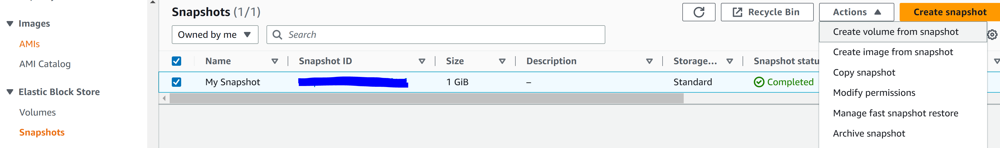 Images
AMIs
AMI Catalog
Elastic Block Store
Volumes
Snapshots
Snapshots (1/1)
Recycle Bin
Actions
Create snapshot
Owned by me
Search
Name
Snapshot ID
Size
Description
Storage...
Snapshot statu
My Snapshot
1 GiB
–
Standard
Completed
Create volume from snapshot
Create image from snapshot
Copy snapshot
Modify permissions
Manage fast snapshot restore
Archive snapshot